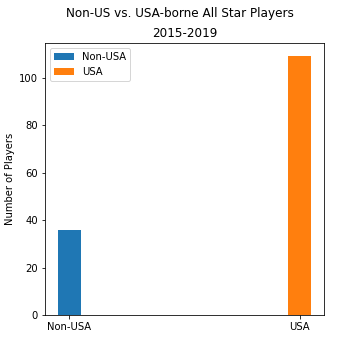 Non-US vs. USA-borne All Star Players
2015-2019
Non-USA
USA
Number of Players
100
80
60
40
20
0
Non-USA
USA